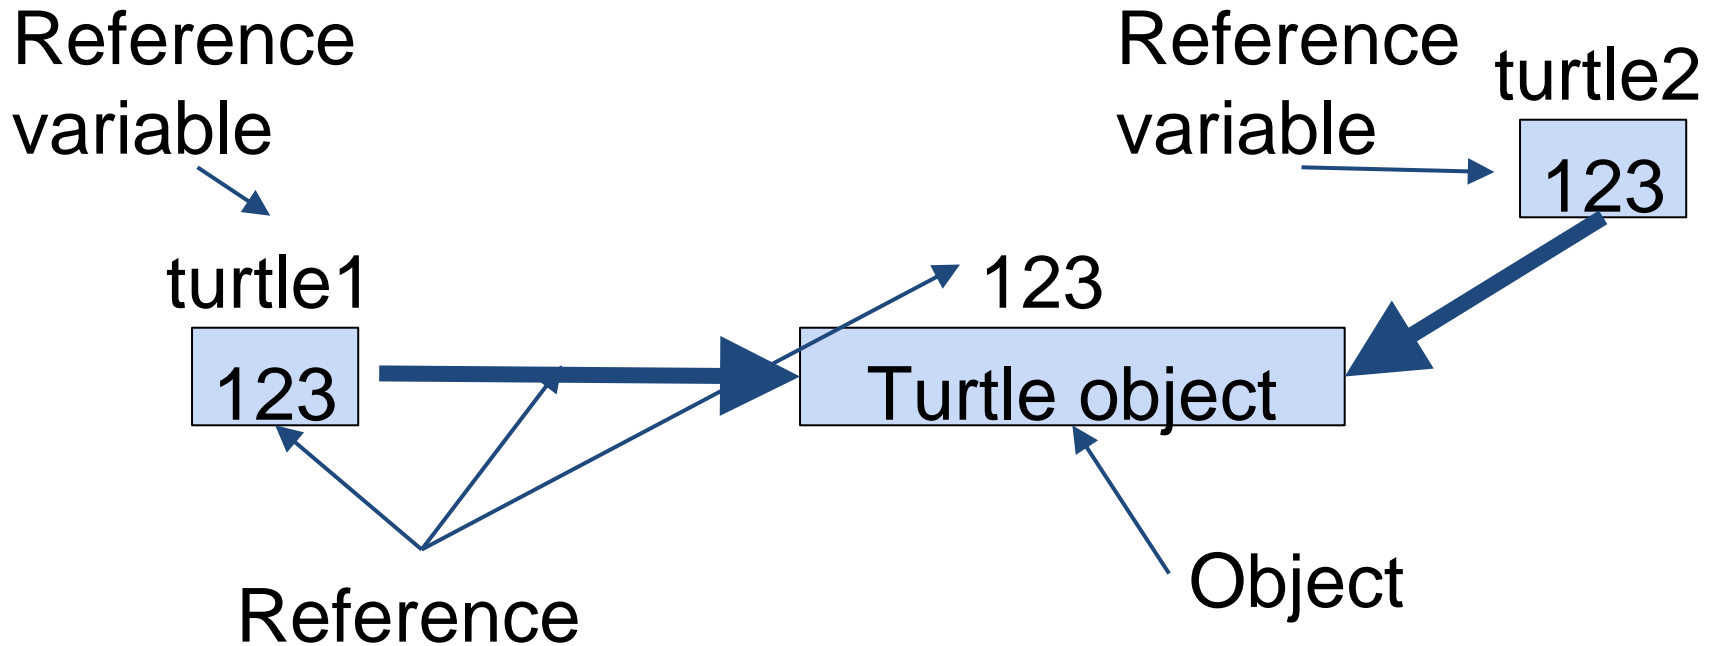 Reference
variable
Reference
variable
turtle2
123
turtle1
123
123
Turtle object
Reference
Object